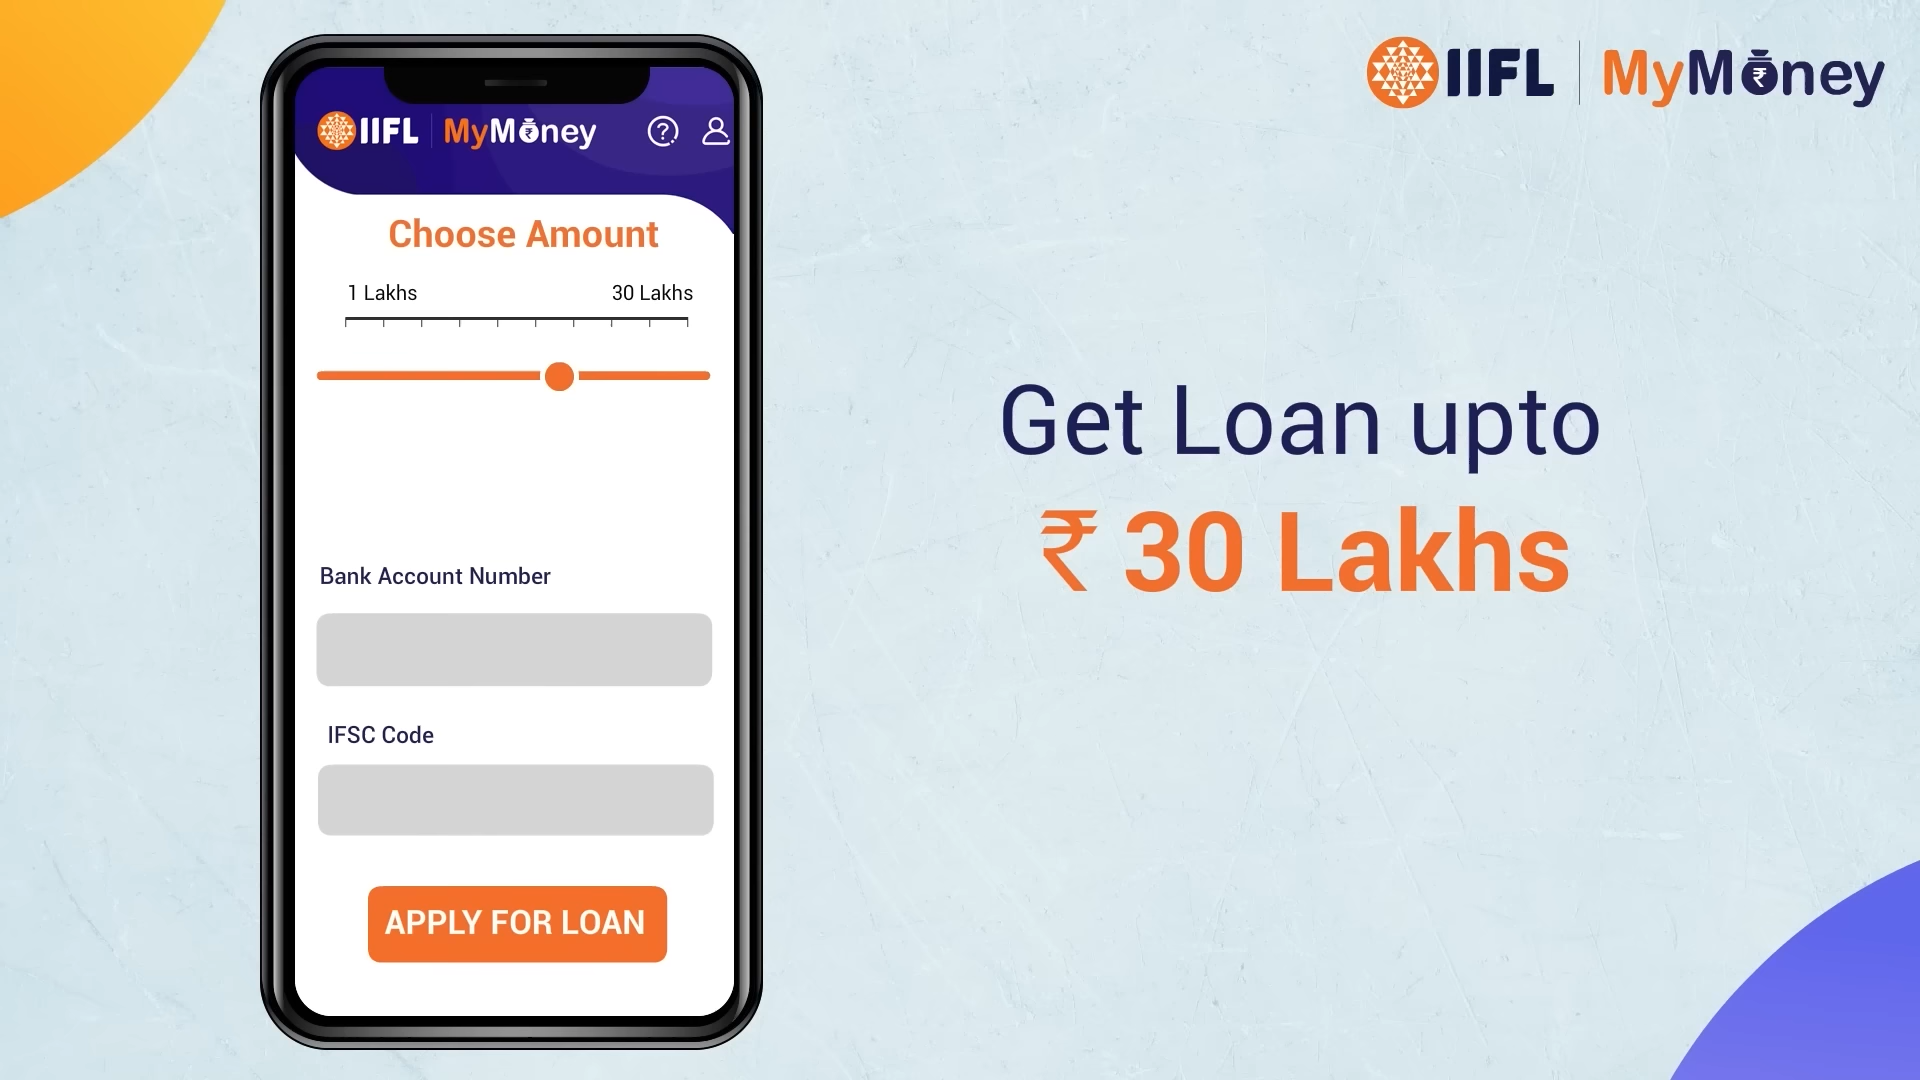 IIFL MyMoney
IIFL MyMoney
Choose Amount
1 Lakhs 30 Lakhs
Bank Account Number
IFSC Code
APPLY FOR LOAN
Get Loan upto
₹ 30 Lakhs